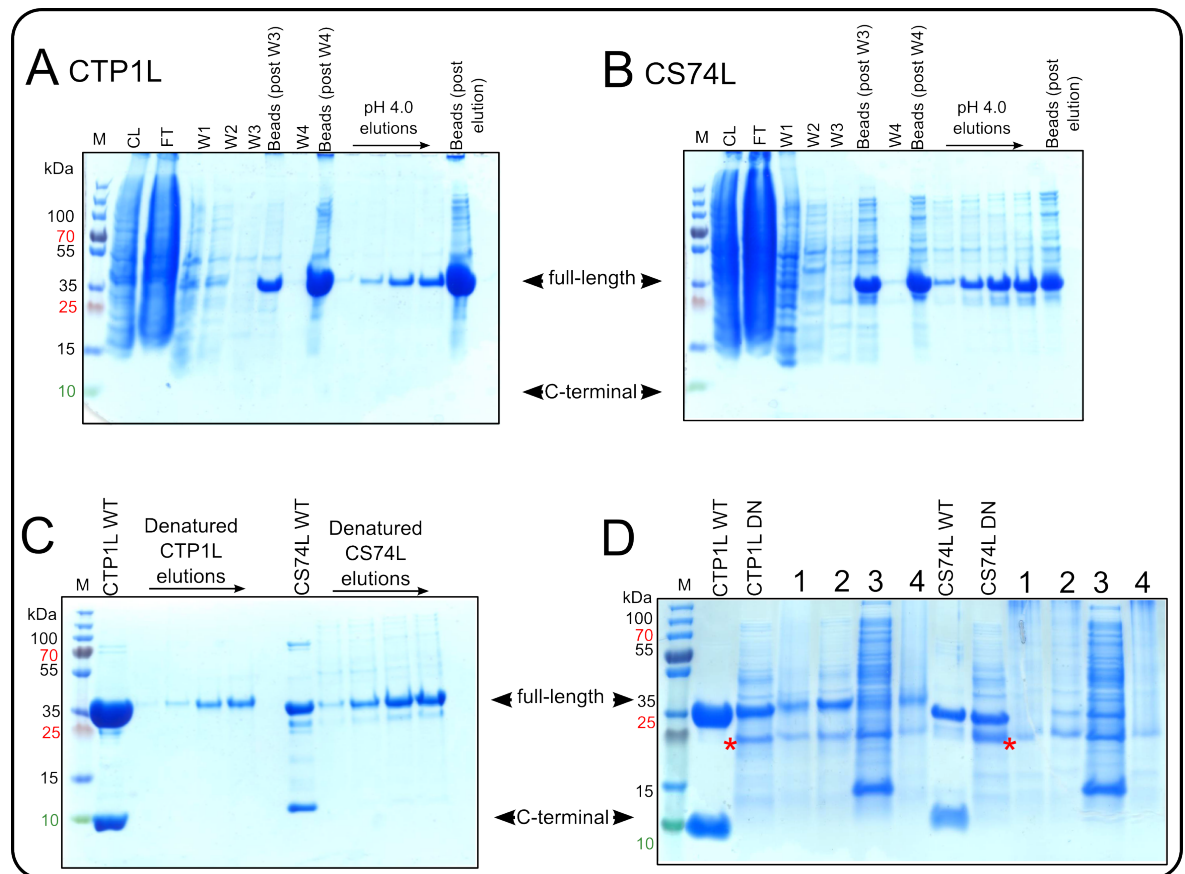 A CTP1L
M
CL
FT
W1
W2
W3
Beads (post W3)
W4
Beads (post W4)
pH 4.0
elutions
Beads (post
elution)
kDa
100
70
55
35
25
15
10
B CS74L
M
CL
FT
W1
W2
W3
Beads (post W3)
W4
Beads (post W4)
pH 4.0
elutions
Beads (post
elution)
full-length
C-terminal
C
M
CTP1L WT
Denatured
CTP1L
elutions
CS74L WT
Denatured
CS74L
elutions
kDa
100
70
55
35
25
15
10
D
M
CTP1L WT
CTP1L DN
1
2
3
4
CS74L WT
CS74L DN
1
2
3
4
kDa
100
70
55
35
25
15
10
*
*
full-length
C-terminal